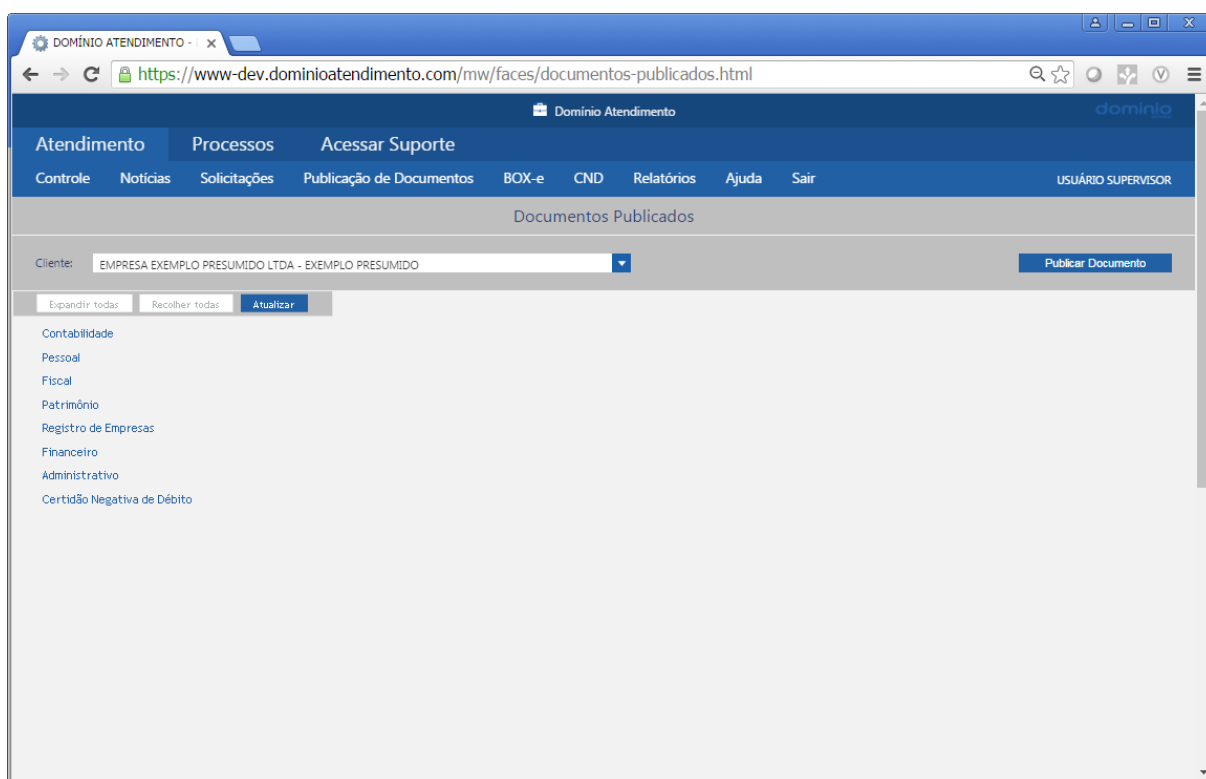 DOMÍNIO ATENDIMENTO -
https://www-dev.dominioatendimento.com/mw/faces/documentos-publicados.html
Domínio Atendimento domínio
Atendimento Processos Acessar Suporte
Controle Notícias Solicitações Publicação de Documentos BOX-e CND Relatórios Ajuda Sair USUÁRIO SUPERVISOR
Documentos Publicados
Cliente: EMPRESA EXEMPLO PRESUMIDO LTDA - EXEMPLO PRESUMIDO Publicar Documento
Expandir todas Recolher todas Atualizar
Contabilidade
Pessoal
Fiscal
Patrimônio
Registro de Empresas
Financeiro
Administrativo
Certidão Negativa de Débito